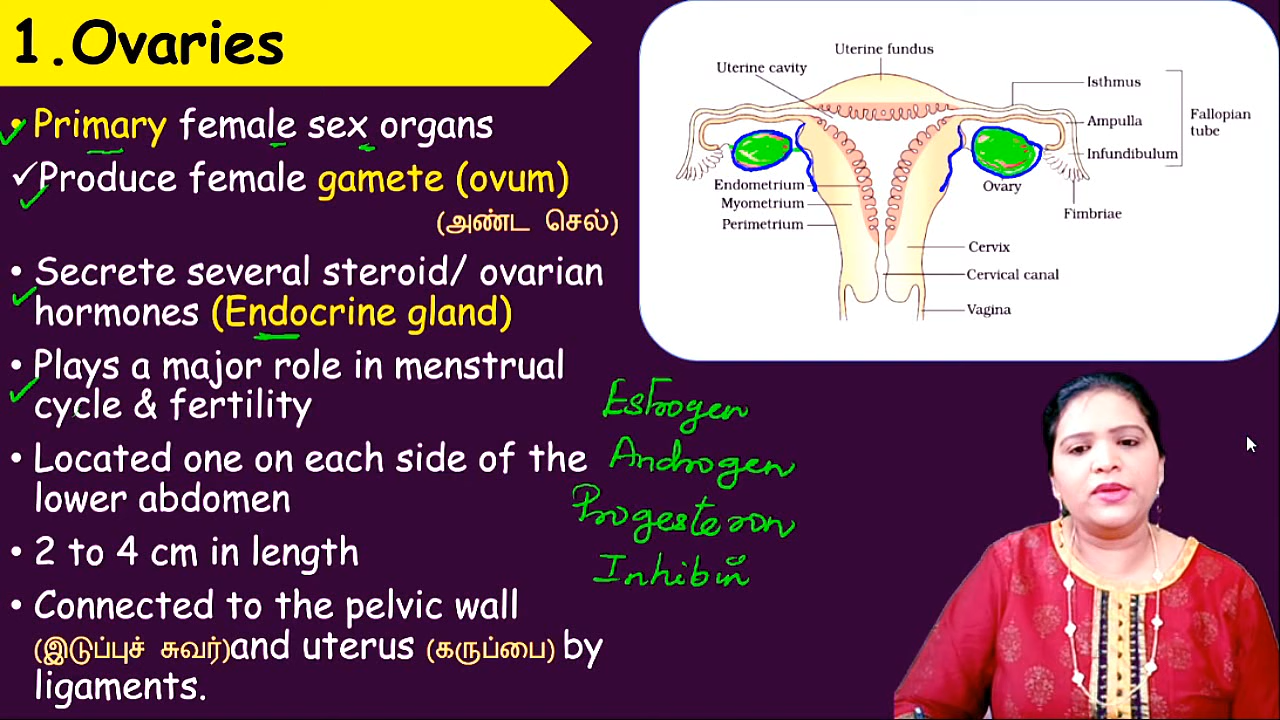 1.Ovaries
• Primary female sex organs
✓Produce female gamete (ovum)
(அண்ட செல்)
• Secrete several steroid/ ovarian
hormones (Endocrine gland)
• Plays a major role in menstrual
cycle & fertility
• Located one on each side of the
lower abdomen
• 2 to 4 cm in length
• Connected to the pelvic wall
(இடுப்புச் சுவர்)and uterus (கருப்பை) by
ligaments.
Uterine fundus
Uterine cavity
Isthmus
Ampulla
Fallopian
tube
Infundibulum
Endometrium
Ovary
Myometrium
Fimbriae
Perimetrium
Cervix
Cervical canal
Vagina
Estrogen
Androgen
Progesteron
Inhibin